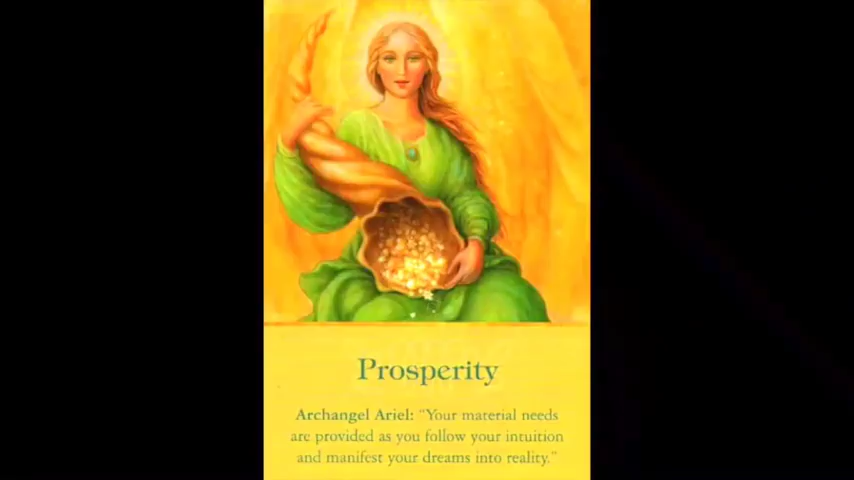 Prosperity
Archangel Ariel: “Your material needs
are provided as you follow your intuition
and manifest your dreams into reality.”